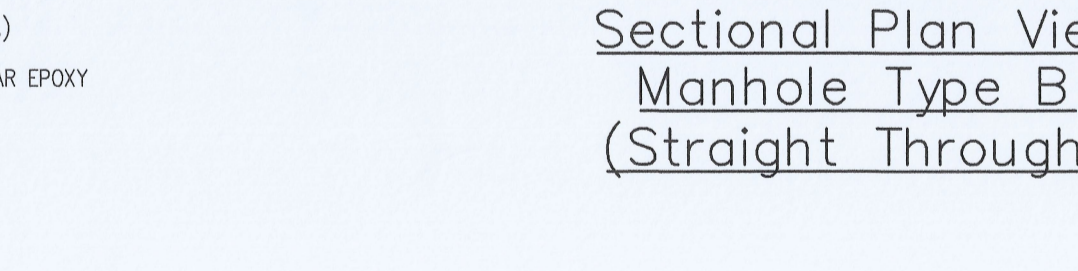 )
AR EPOXY
Sectional Plan Vie
Manhole Type B
(Straight Through